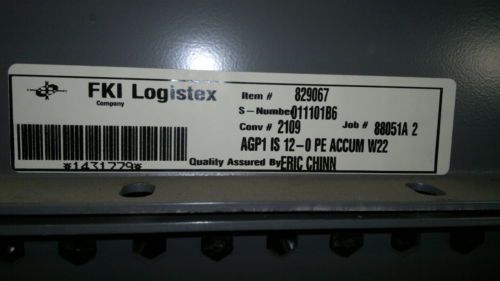 FKI Logistex
Company
Item # 829067
S-Number 011101B6
Conv # 2109 Job # 88051A 2
AGP1 IS 12-0 PE ACCUM W22
*1431779*
Quality Assured By ERIC CHINN